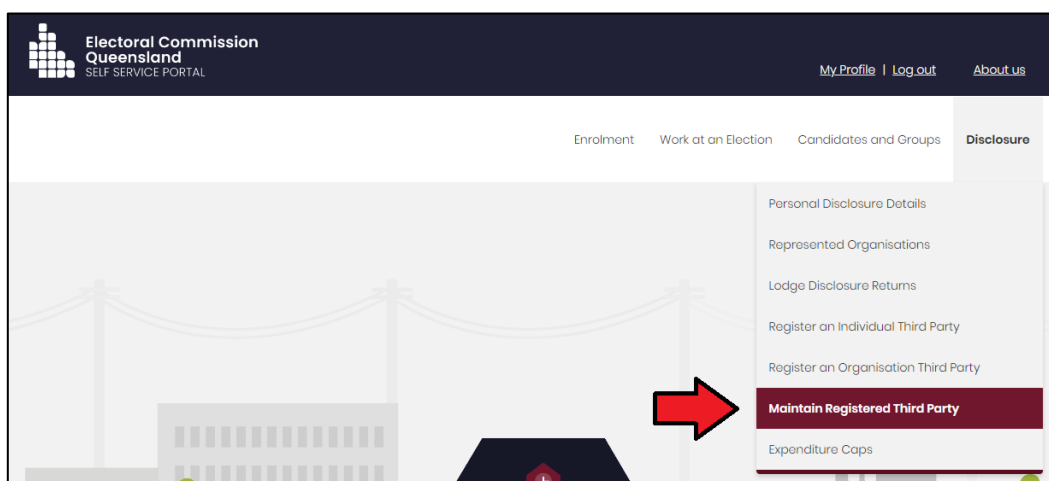 Electoral Commission
Queensland
SELF SERVICE PORTAL
My Profile | Log out About us
Enrolment Work at an Election Candidates and Groups Disclosure
Personal Disclosure Details
Represented Organisations
Lodge Disclosure Returns
Register an Individual Third Party
Register an Organisation Third Party
Maintain Registered Third Party
Expenditure Caps